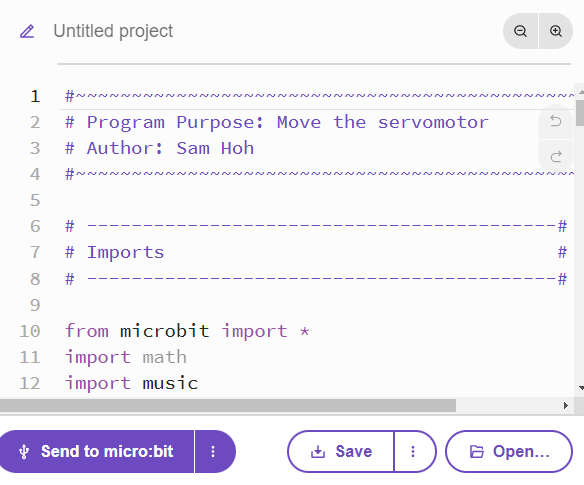 Untitled project
1 #~~~~~~~~~~~~~~~~~~~~~~~~~~~~~~~~~~~~~~~~~~~~~
2 # Program Purpose: Move the servomotor
3 # Author: Sam Hoh
4 #~~~~~~~~~~~~~~~~~~~~~~~~~~~~~~~~~~~~~~~~~~~~~
5
6 # ------------------------------------------#
7 # Imports                                   #
8 # ------------------------------------------#
9
10 from microbit import *
11 import math
12 import music
Send to micro:bit Save Open...